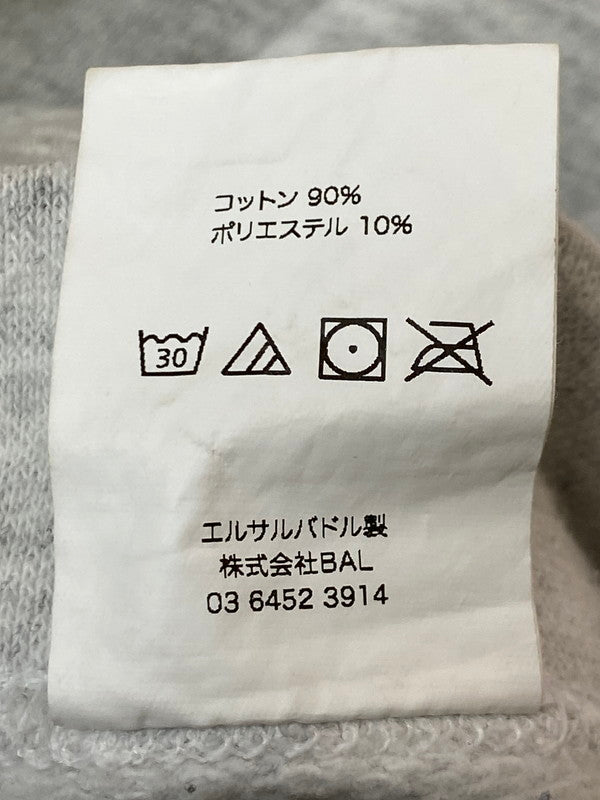 コットン 90%
ポリエステル 10%
30
エルサルバドル製
株式会社BAL
03 6452 3914